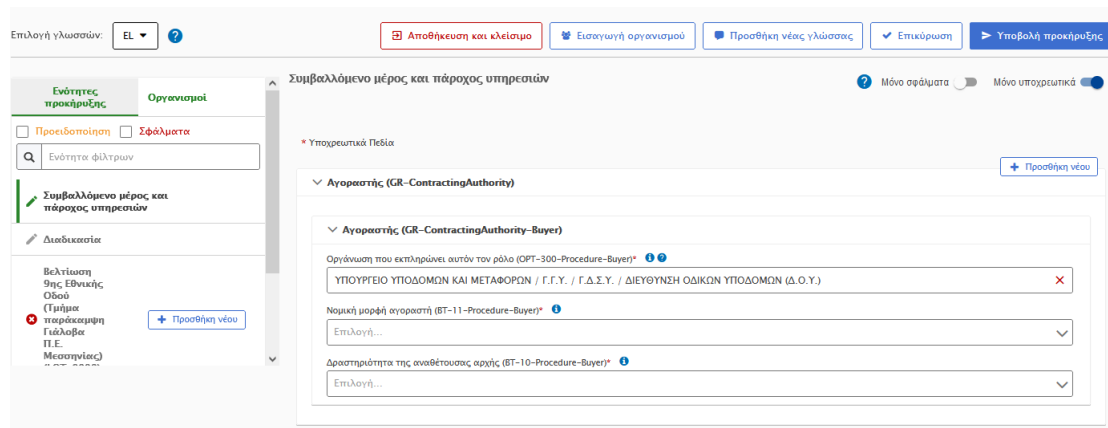 Επιλογή γλωσσών: EL
Αποθήκευση και κλείσιμο
Εισαγωγή οργανισμού
Προσθήκη νέας γλώσσας
Επικύρωση
Υποβολή προκήρυξης
Ενότητες προκήρυξης
Οργανισμοί
Προειδοποίηση Σφάλματα
Ενότητα φίλτρων
Συμβαλλόμενο μέρος και
πάροχος υπηρεσιών
Διαδικασία
Βελτίωση
9ης Εθνικής
Οδού
(Τμήμα
παράκαμψη
Γιάλοβα
Π.Ε.
Μεσσηνίας)
+ Προσθήκη νέου
Συμβαλλόμενο μέρος και πάροχος υπηρεσιών
Μόνο σφάλματα Μόνο υποχρεωτικά
* Υποχρεωτικά Πεδία
+ Προσθήκη νέου
Αγοραστής (GR-ContractingAuthority)
Αγοραστής (GR-ContractingAuthority-Buyer)
Οργάνωση που εκπληρώνει αυτόν τον ρόλο (OPT-300-Procedure-Buyer)*
ΥΠΟΥΡΓΕΙΟ ΥΠΟΔΟΜΩΝ ΚΑΙ ΜΕΤΑΦΟΡΩΝ / Γ.Γ.Υ. / Γ.Δ.Σ.Υ. / ΔΙΕΥΘΥΝΣΗ ΟΔΙΚΩΝ ΥΠΟΔΟΜΩΝ (Δ.Ο.Υ.)
Νομική μορφή αγοραστή (BT-11-Procedure-Buyer)*
Επιλογή...
Δραστηριότητα της αναθέτουσας αρχής (BT-10-Procedure-Buyer)*
Επιλογή...